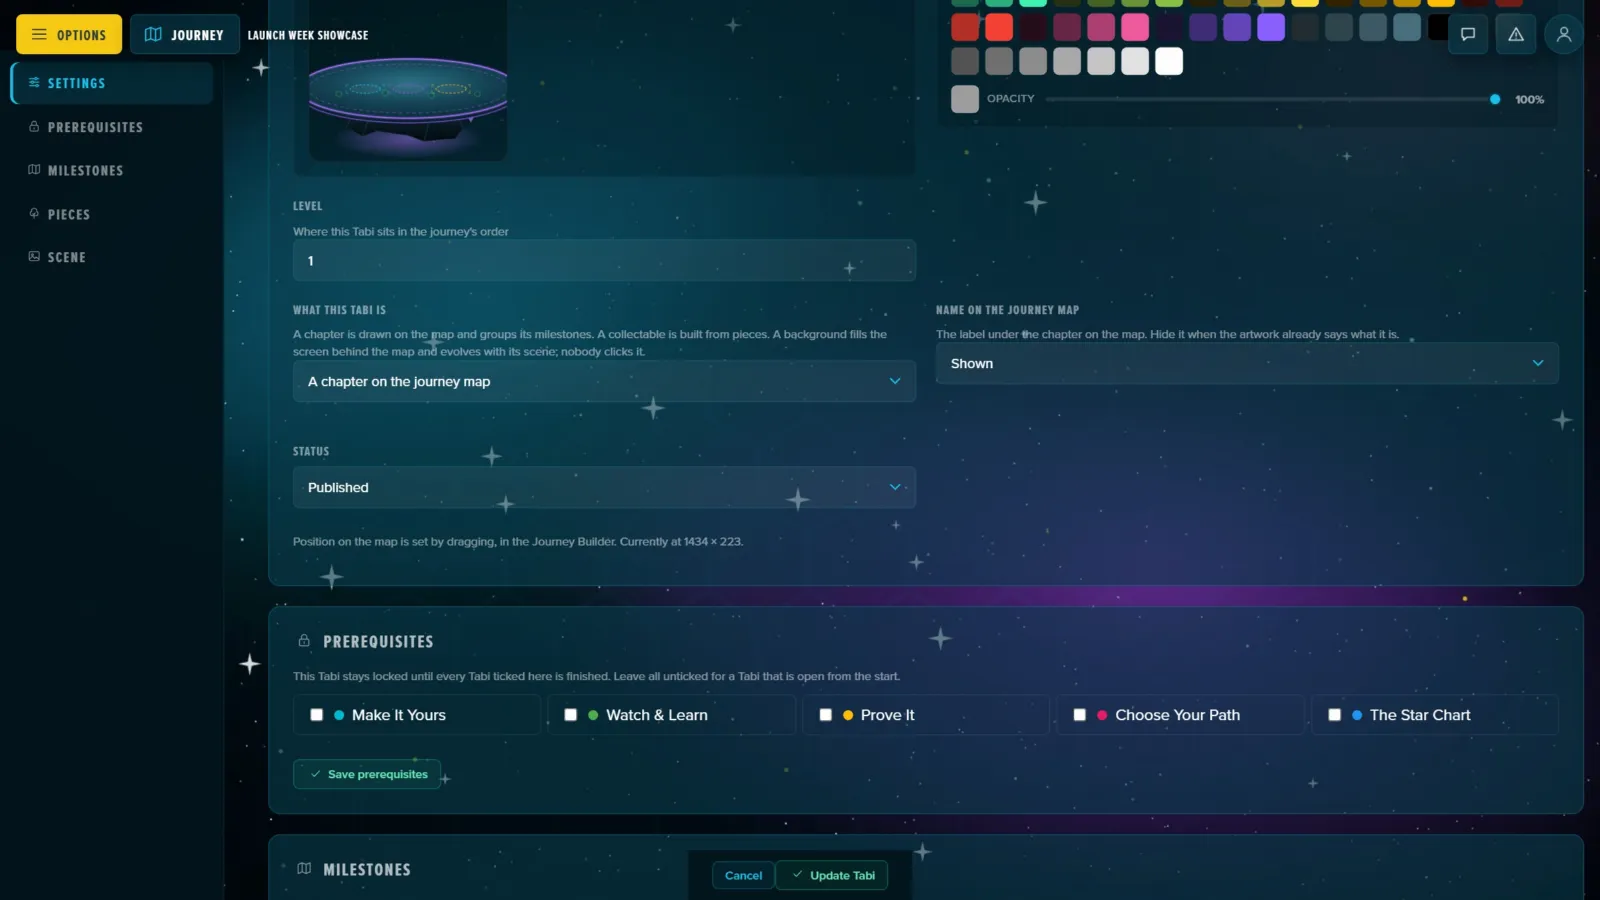 OPTIONS
JOURNEY
LAUNCH WEEK SHOWCASE
SETTINGS
PREREQUISITES
MILESTONES
PIECES
SCENE
OPACITY
100%
LEVEL
Where this Tabi sits in the journey's order
1
WHAT THIS TABI IS
A chapter is drawn on the map and groups its milestones. A collectable is built from pieces. A background fills the
screen behind the map and evolves with its scene; nobody clicks it.
A chapter on the journey map
NAME ON THE JOURNEY MAP
The label under the chapter on the map. Hide it when the artwork already says what it is.
Shown
STATUS
Published
Position on the map is set by dragging, in the Journey Builder. Currently at 1434 × 223.
PREREQUISITES
This Tabi stays locked until every Tabi ticked here is finished. Leave all unticked for a Tabi that is open from the start.
Make It Yours
Watch & Learn
Prove It
Choose Your Path
The Star Chart
Save prerequisites
MILESTONES
Cancel
Update Tabi